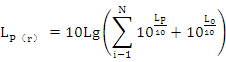 L_P（r） = 10Lg(∑_{i-1}^{N} 10^{L_P/10} + 10^{L_0/10})